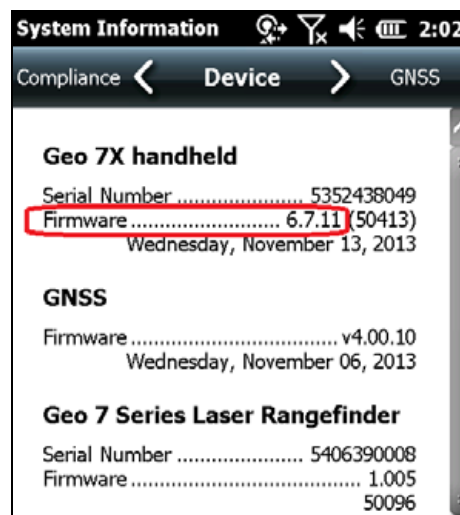 System Information 2:02
Compliance Device GNSS
Geo 7X handheld
Serial Number ...................... 5352438049
Firmware .......................... 6.7.11 (50413)
Wednesday, November 13, 2013
GNSS
Firmware ................................... v4.00.10
Wednesday, November 06, 2013
Geo 7 Series Laser Rangefinder
Serial Number ...................... 5406390008
Firmware ........................................ 1.005
50096